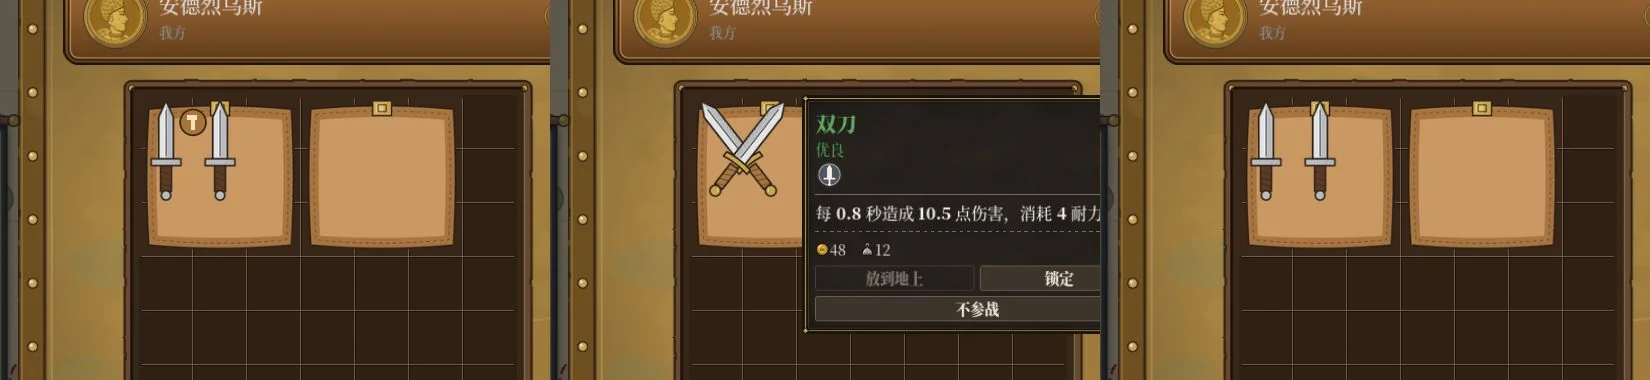 安德烈乌斯
我方
安德烈乌斯
我方
双刀
优良
每 0.8 秒造成 10.5 点伤害，消耗 4 耐力
48 12
放到地上 锁定
不参战
安德烈乌斯
我方